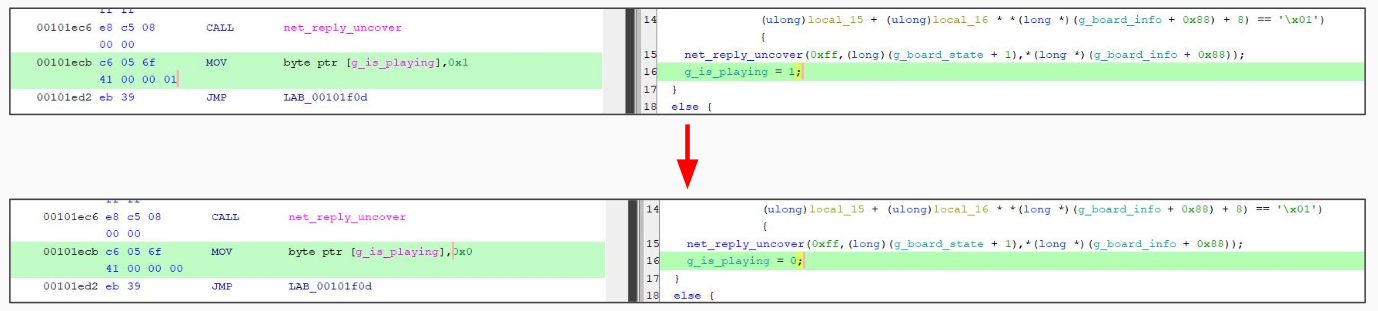 00101ec6 e8 c5 08 CALL net_reply_uncover
00 00
00101ecb c6 05 6f MOV byte ptr [g_is_playing],0x1
41 00 00 01
00101ed2 eb 39 JMP LAB_00101f0d
14 (ulong)local_15 + (ulong)local_16 * *(long *)(g_board_info + 0x88) + 8) == '\x01')
{
15 net_reply_uncover(0xff,(long)(g_board_state + 1),*(long *)(g_board_info + 0x88));
16 g_is_playing = 1;
17 }
18 else {
00101ec6 e8 c5 08 CALL net_reply_uncover
00 00
00101ecb c6 05 6f MOV byte ptr [g_is_playing],0x0
41 00 00 00
00101ed2 eb 39 JMP LAB_00101f0d
14 (ulong)local_15 + (ulong)local_16 * *(long *)(g_board_info + 0x88) + 8) == '\x01')
{
15 net_reply_uncover(0xff,(long)(g_board_state + 1),*(long *)(g_board_info + 0x88));
16 g_is_playing = 0;
17 }
18 else {